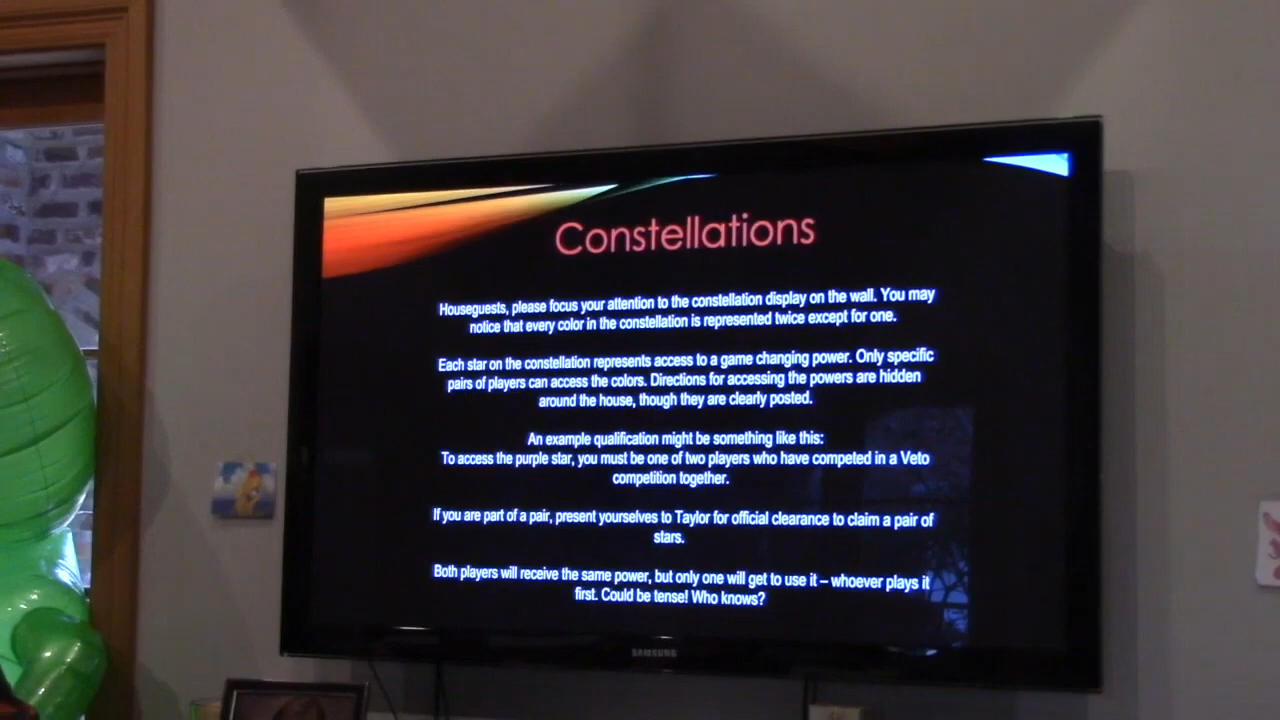 Constellations
Houseguests, please focus your attention to the constellation display on the wall. You may
notice that every color in the constellation is represented twice except for one.
Each star on the constellation represents access to a game changing power. Only specific
pairs of players can access the colors. Directions for accessing the powers are hidden
around the house, though they are clearly posted.
An example qualification might be something like this:
To access the purple star, you must be one of two players who have competed in a Veto
competition together.
If you are part of a pair, present yourselves to Taylor for official clearance to claim a pair of
stars.
Both players will receive the same power, but only one will get to use it – whoever plays it
first. Could be tense! Who knows?
SAMSUNG